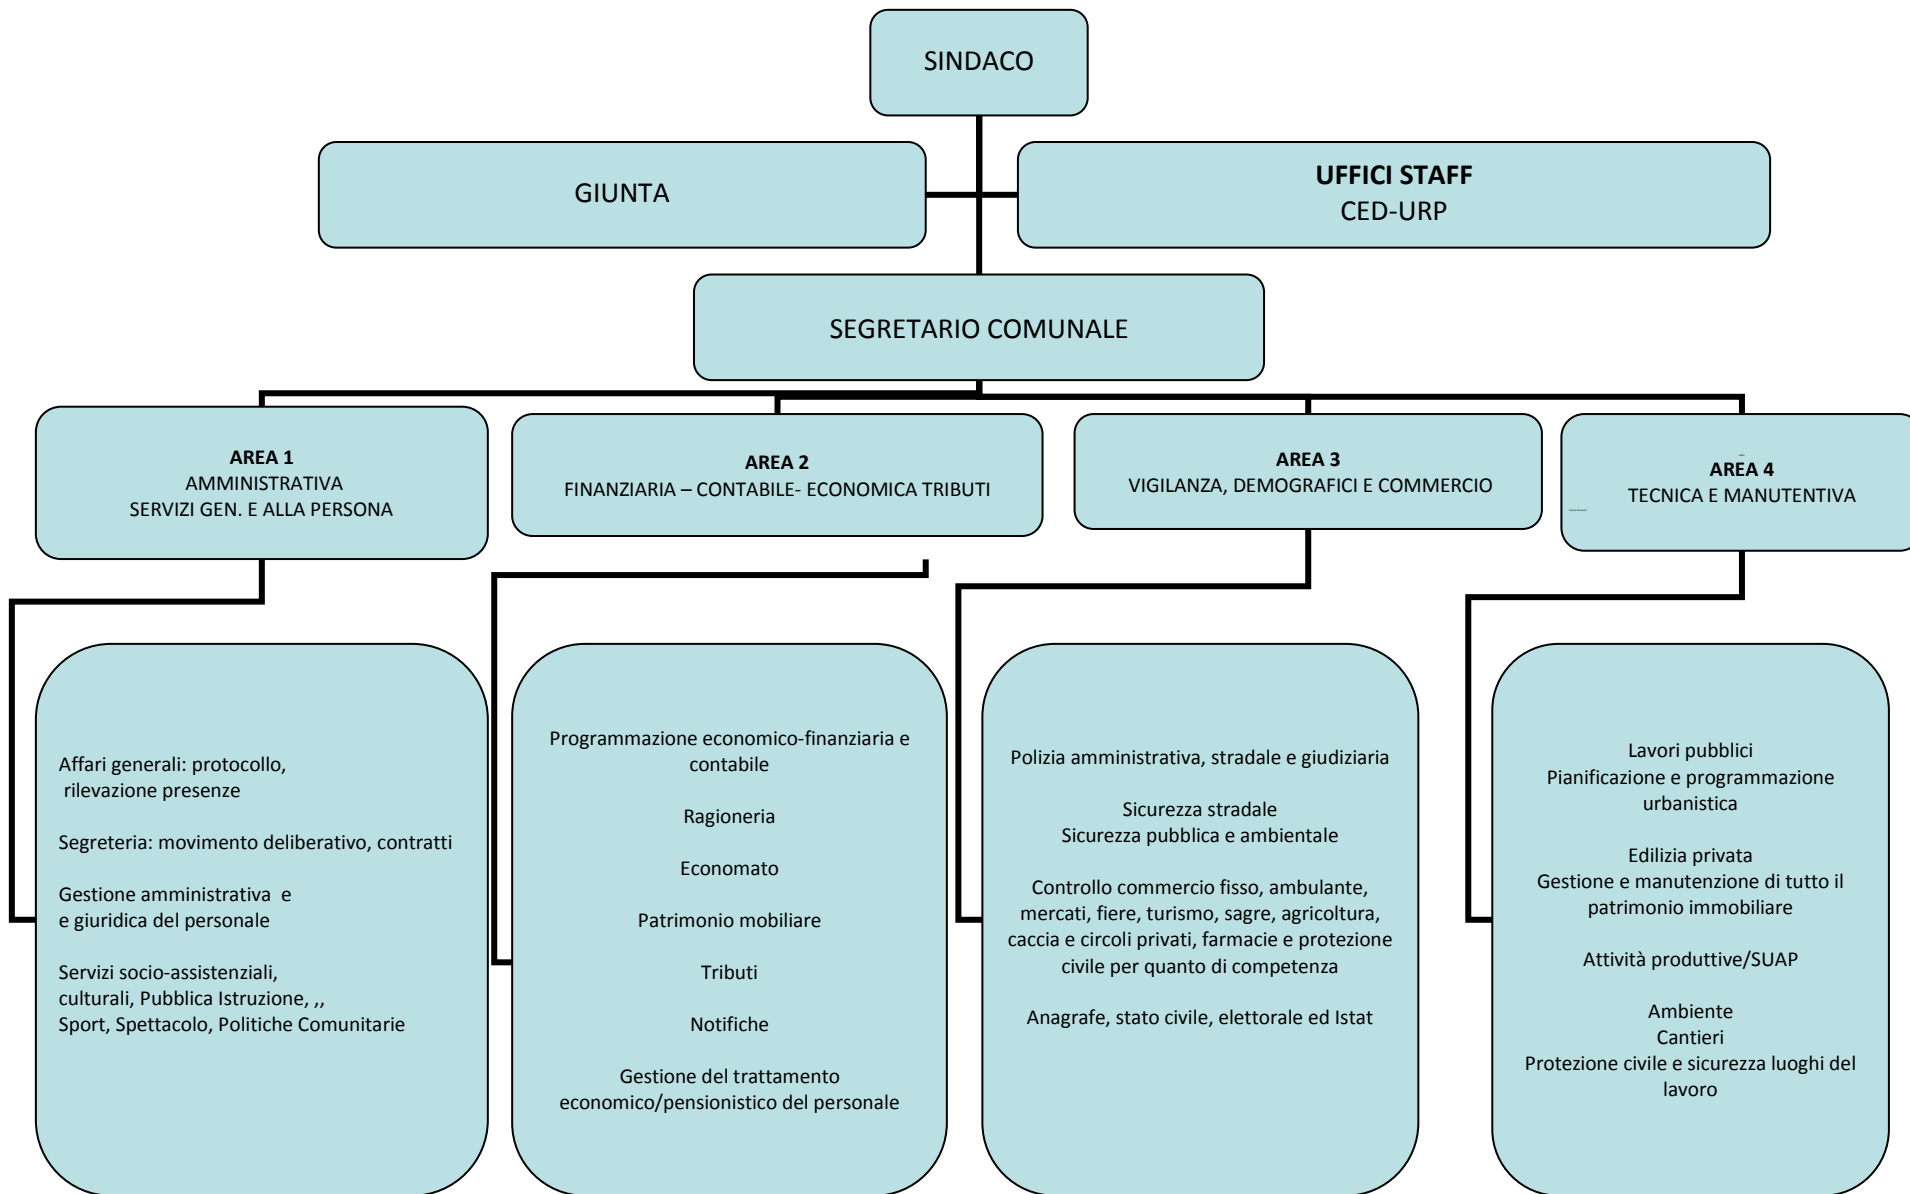 SINDACO
GIUNTA
UFFICI STAFF
CED-URP
SEGRETARIO COMUNALE
AREA 1
AMMINISTRATIVA
SERVIZI GEN. E ALLA PERSONA
AREA 2
FINANZIARIA – CONTABILE- ECONOMICA TRIBUTI
AREA 3
VIGILANZA, DEMOGRAFICI E COMMERCIO
AREA 4
TECNICA E MANUTENTIVA
Affari generali: protocollo,
rilevazione presenze
Segreteria: movimento deliberativo, contratti
Gestione amministrativa  e
e giuridica del personale
Servizi socio-assistenziali,
culturali, Pubblica Istruzione, ,,
Sport, Spettacolo, Politiche Comunitarie
Programmazione economico-finanziaria e
contabile
Ragioneria
Economato
Patrimonio mobiliare
Tributi
Notifiche
Gestione del trattamento
economico/pensionistico del personale
Polizia amministrativa, stradale e giudiziaria
Sicurezza stradale
Sicurezza pubblica e ambientale
Controllo commercio fisso, ambulante,
mercati, fiere, turismo, sagre, agricoltura,
caccia e circoli privati, farmacie e protezione
civile per quanto di competenza
Anagrafe, stato civile, elettorale ed Istat
Lavori pubblici
Pianificazione e programmazione
urbanistica
Edilizia privata
Gestione e manutenzione di tutto il
patrimonio immobiliare
Attività produttive/SUAP
Ambiente
Cantieri
Protezione civile e sicurezza luoghi del
lavoro